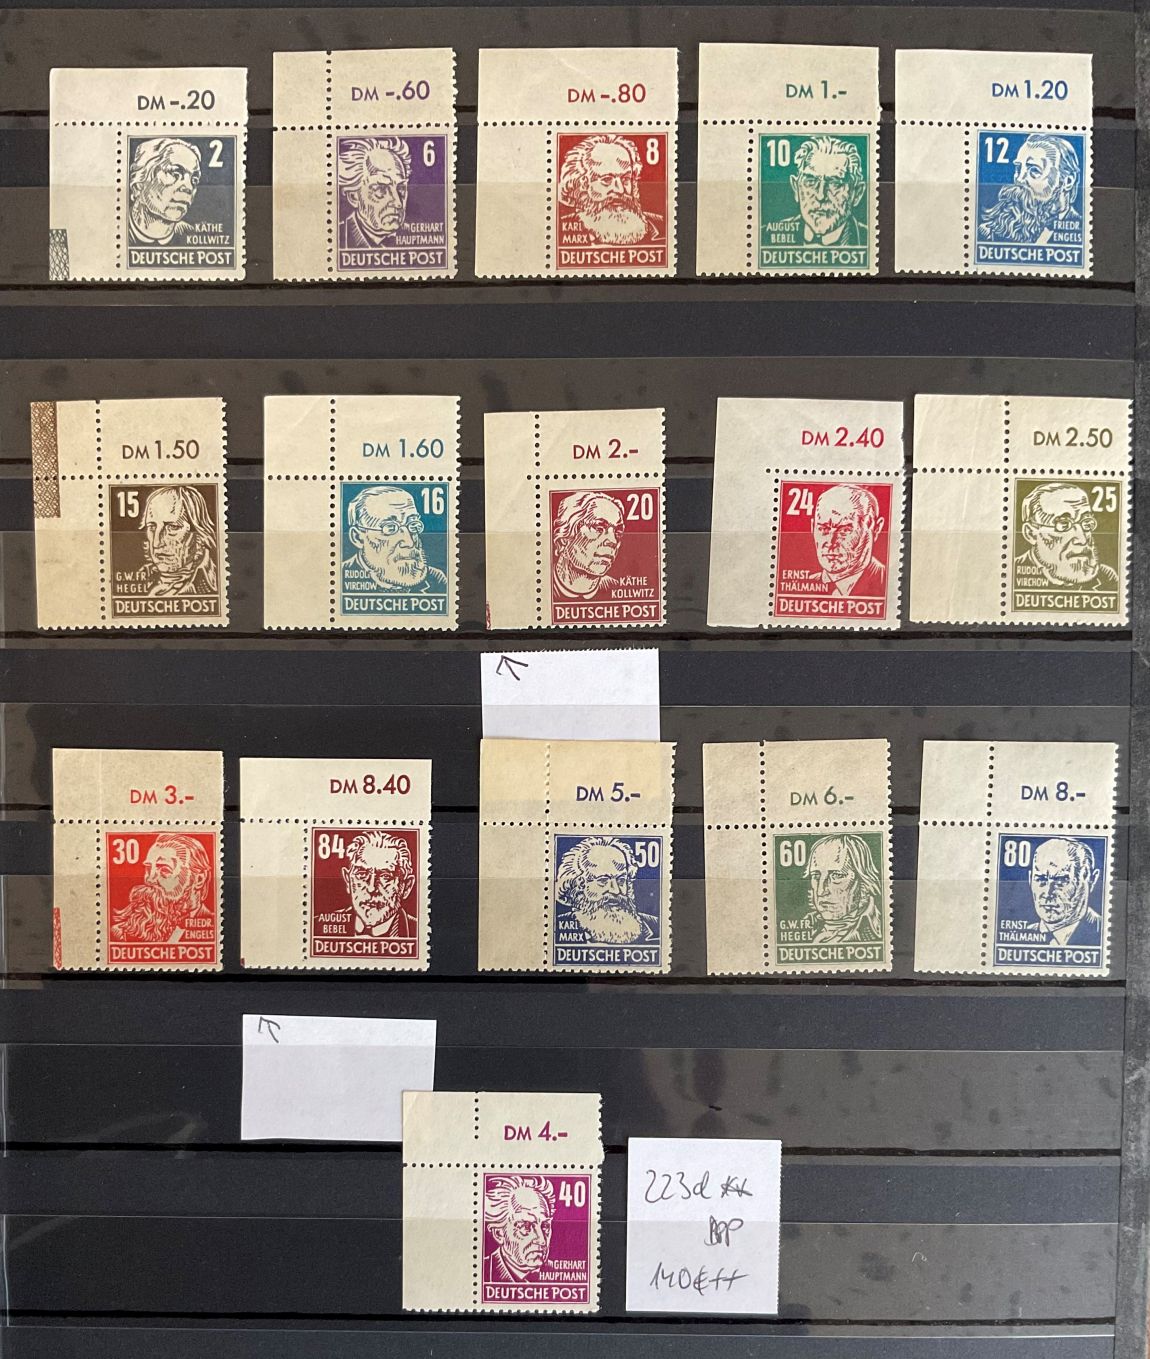 DM -.20
2
KÄTHE
KOLLWITZ
DEUTSCHE POST
DM -.60
6
GERHART
HAUPTMANN
DEUTSCHE POST
DM -.80
8
KARL
MARX
DEUTSCHE POST
DM 1.-
10
AUGUST
BEBEL
DEUTSCHE POST
DM 1.20
12
FRIEDR.
ENGELS
DEUTSCHE POST
DM 1.50
15
G.W.FR.
HEGEL
DEUTSCHE POST
DM 1.60
16
RUDOLF
VIRCHOW
DEUTSCHE POST
DM 2.-
20
KÄTHE
KOLLWITZ
DEUTSCHE POST
DM 2.40
24
ERNST
THÄLMANN
DEUTSCHE POST
DM 2.50
25
RUDOLF
VIRCHOW
DEUTSCHE POST
DM 3.-
30
FRIEDR.
ENGELS
DEUTSCHE POST
DM 8.40
84
AUGUST
BEBEL
DEUTSCHE POST
DM 5.-
50
KARL
MARX
DEUTSCHE POST
DM 6.-
60
G.W.FR.
HEGEL
DEUTSCHE POST
DM 8.-
80
ERNST
THÄLMANN
DEUTSCHE POST
DM 4.-
40
GERHART
HAUPTMANN
DEUTSCHE POST
223d **
BPP
140€++